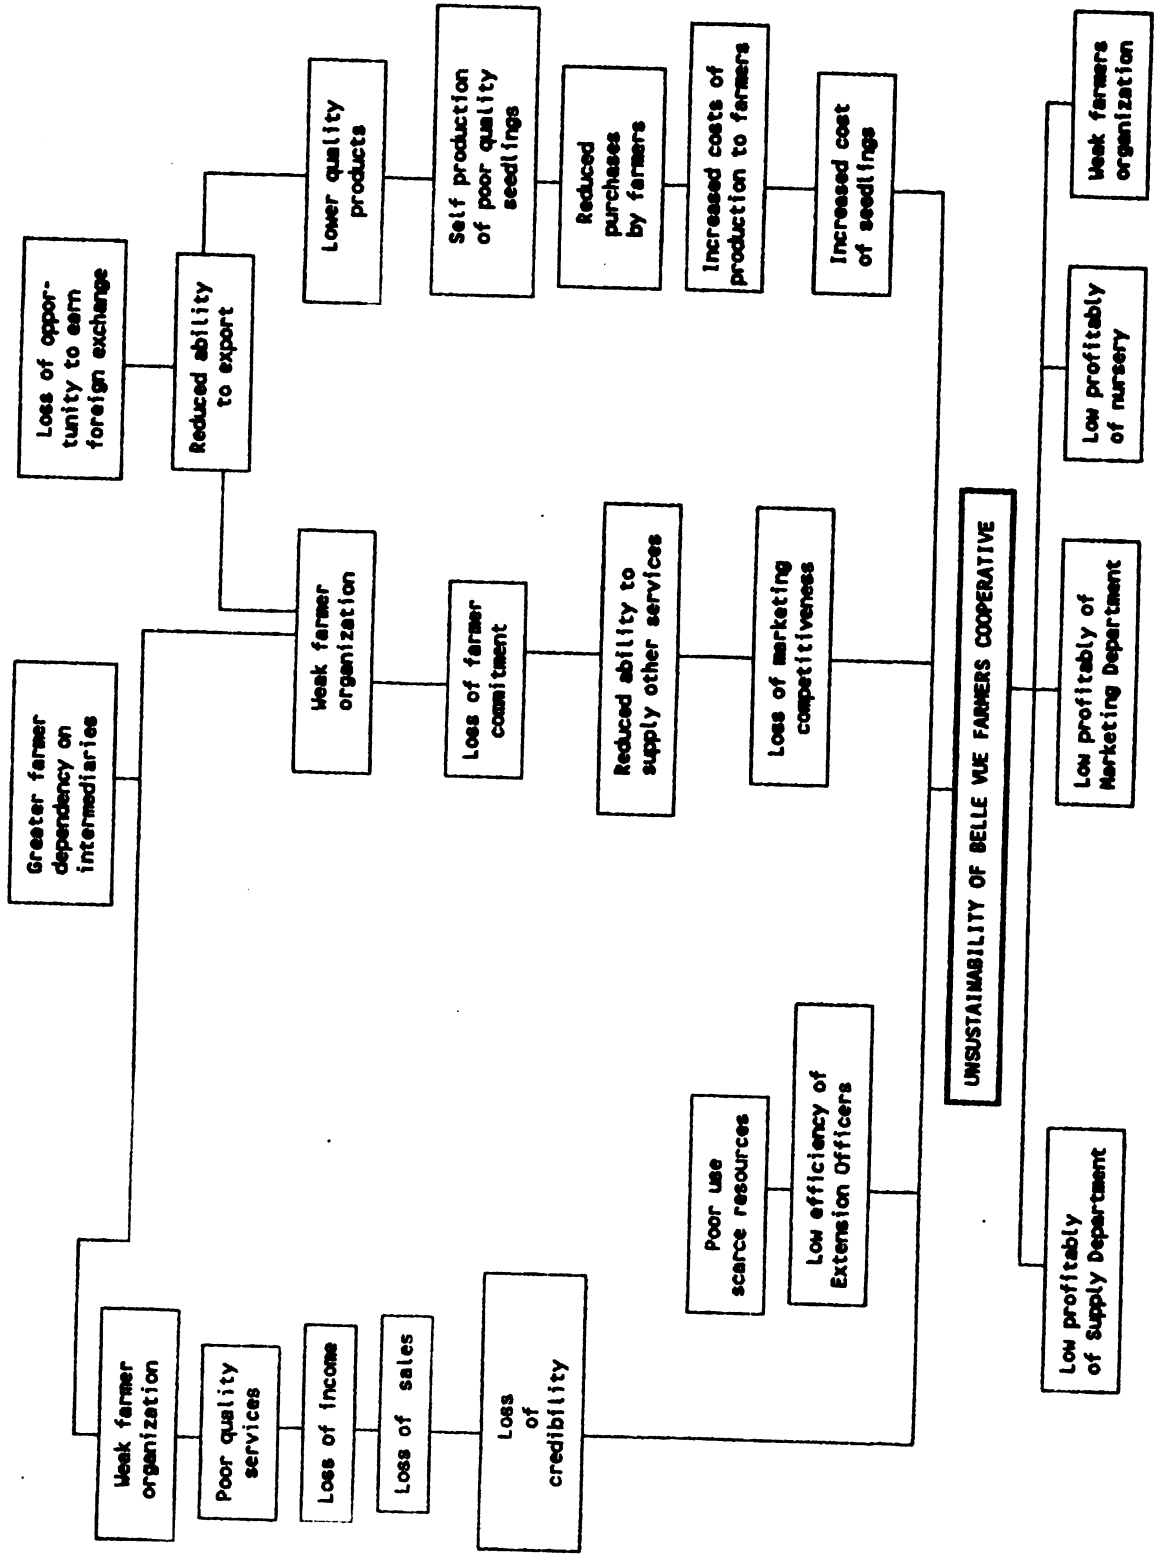 Greater farmer
dependency on
intermediaries
Loss of oppor-
tunity to earn
foreign exchange
Weak farmer
organization
Poor quality
services
Loss of income
Loss of sales
Loss
of
credibility
Poor use
scarce resources
Low efficiency of
Extension Officers
Weak farmer
organization
Loss of farmer
commitment
Reduced ability to
supply other services
Loss of marketing
competitiveness
Reduced ability
to export
Lower quality
products
Self production
of poor quality
seedlings
Reduced
purchases
by farmers
Increased costs of
production to farmers
Increased cost
of seedlings
UNSUSTAINABILITY OF BELLE VUE FARMERS COOPERATIVE
Low profitably
of Supply Department
Low profitably of
Marketing Department
Low profitably
of nursery
Weak farmers
organization